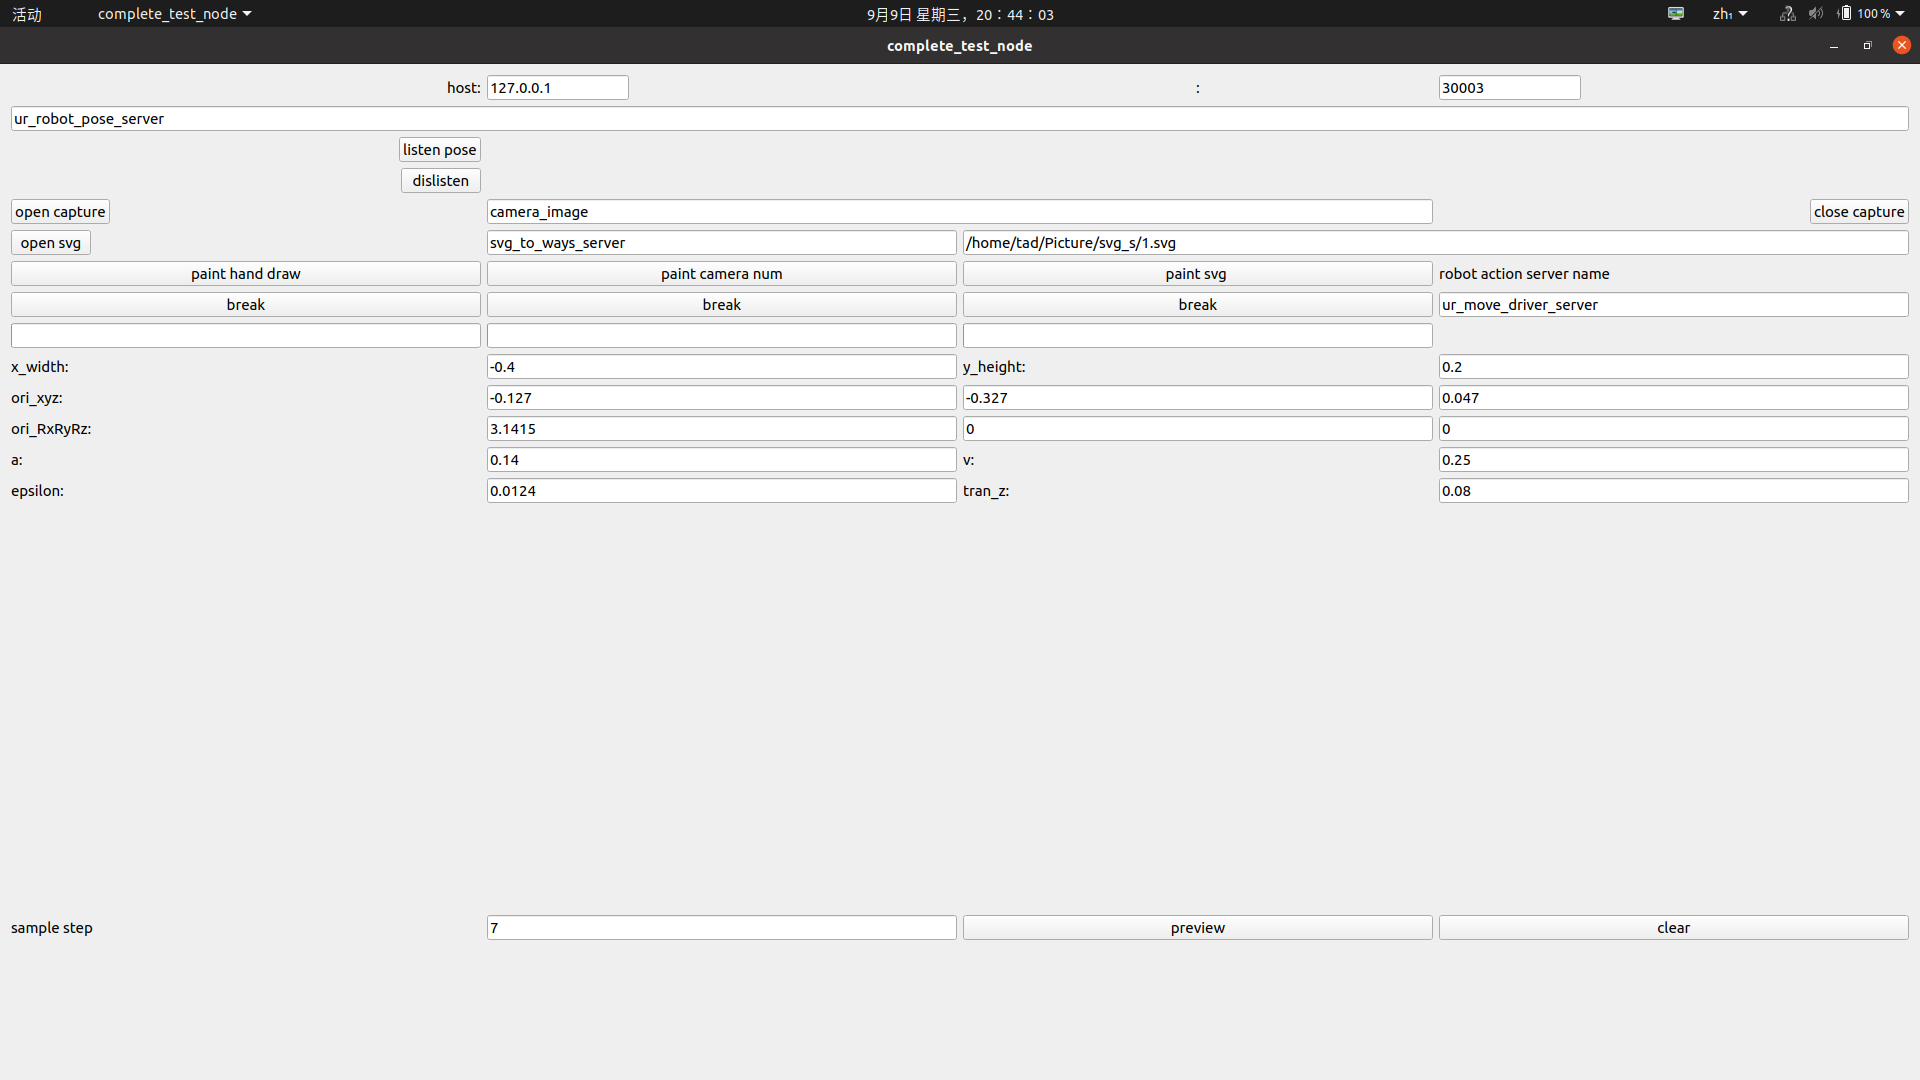 活动 complete_test_node 9月9日 星期三，20：44：03 zh₁ 100 %
complete_test_node
host: 127.0.0.1 : 30003
ur_robot_pose_server
listen pose
dislisten
open capture camera_image close capture
open svg svg_to_ways_server /home/tad/Picture/svg_s/1.svg
paint hand draw paint camera num paint svg robot action server name
break break break ur_move_driver_server
x_width: -0.4 y_height: 0.2
ori_xyz: -0.127 -0.327 0.047
ori_RxRyRz: 3.1415 0 0
a: 0.14 v: 0.25
epsilon: 0.0124 tran_z: 0.08
sample step 7 preview clear